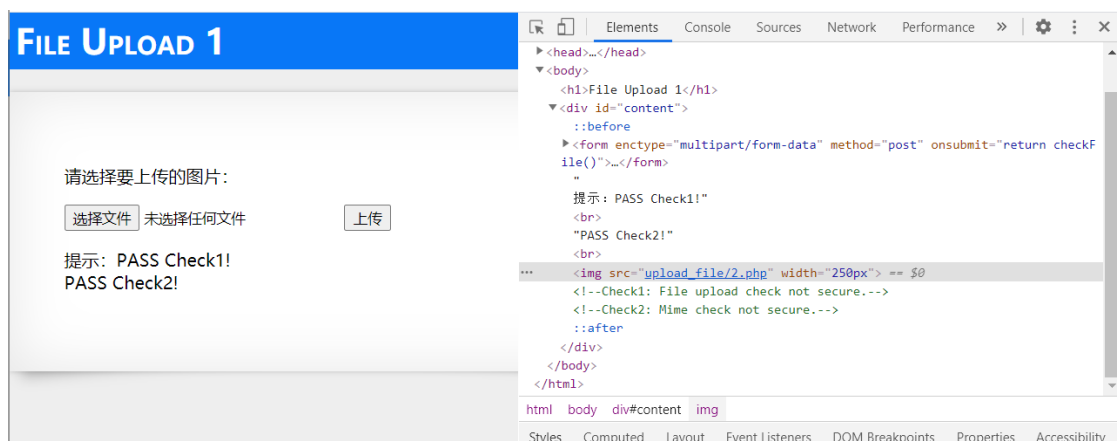 FILE UPLOAD 1
请选择要上传的图片：
选择文件 未选择任何文件 上传
提示：PASS Check1!
PASS Check2!
Elements Console Sources Network Performance »
<head>…</head>
<body>
<h1>File Upload 1</h1>
<div id="content">
::before
<form enctype="multipart/form-data" method="post" onsubmit="return checkF
ile()">…</form>
"
提示：PASS Check1!"
<br>
"PASS Check2!"
<br>
<img src="upload_file/2.php" width="250px"> == $0
<!--Check1: File upload check not secure.-->
<!--Check2: Mime check not secure.-->
::after
</div>
</body>
</html>
html body div#content img
Styles Computed Layout Event Listeners DOM Breakpoints Properties Accessibility